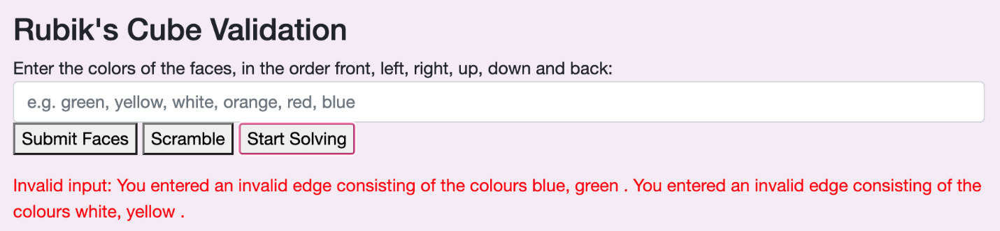 Rubik's Cube Validation
Enter the colors of the faces, in the order front, left, right, up, down and back:
e.g. green, yellow, white, orange, red, blue
Submit Faces Scramble Start Solving
Invalid input: You entered an invalid edge consisting of the colours blue, green . You entered an invalid edge consisting of the
colours white, yellow .